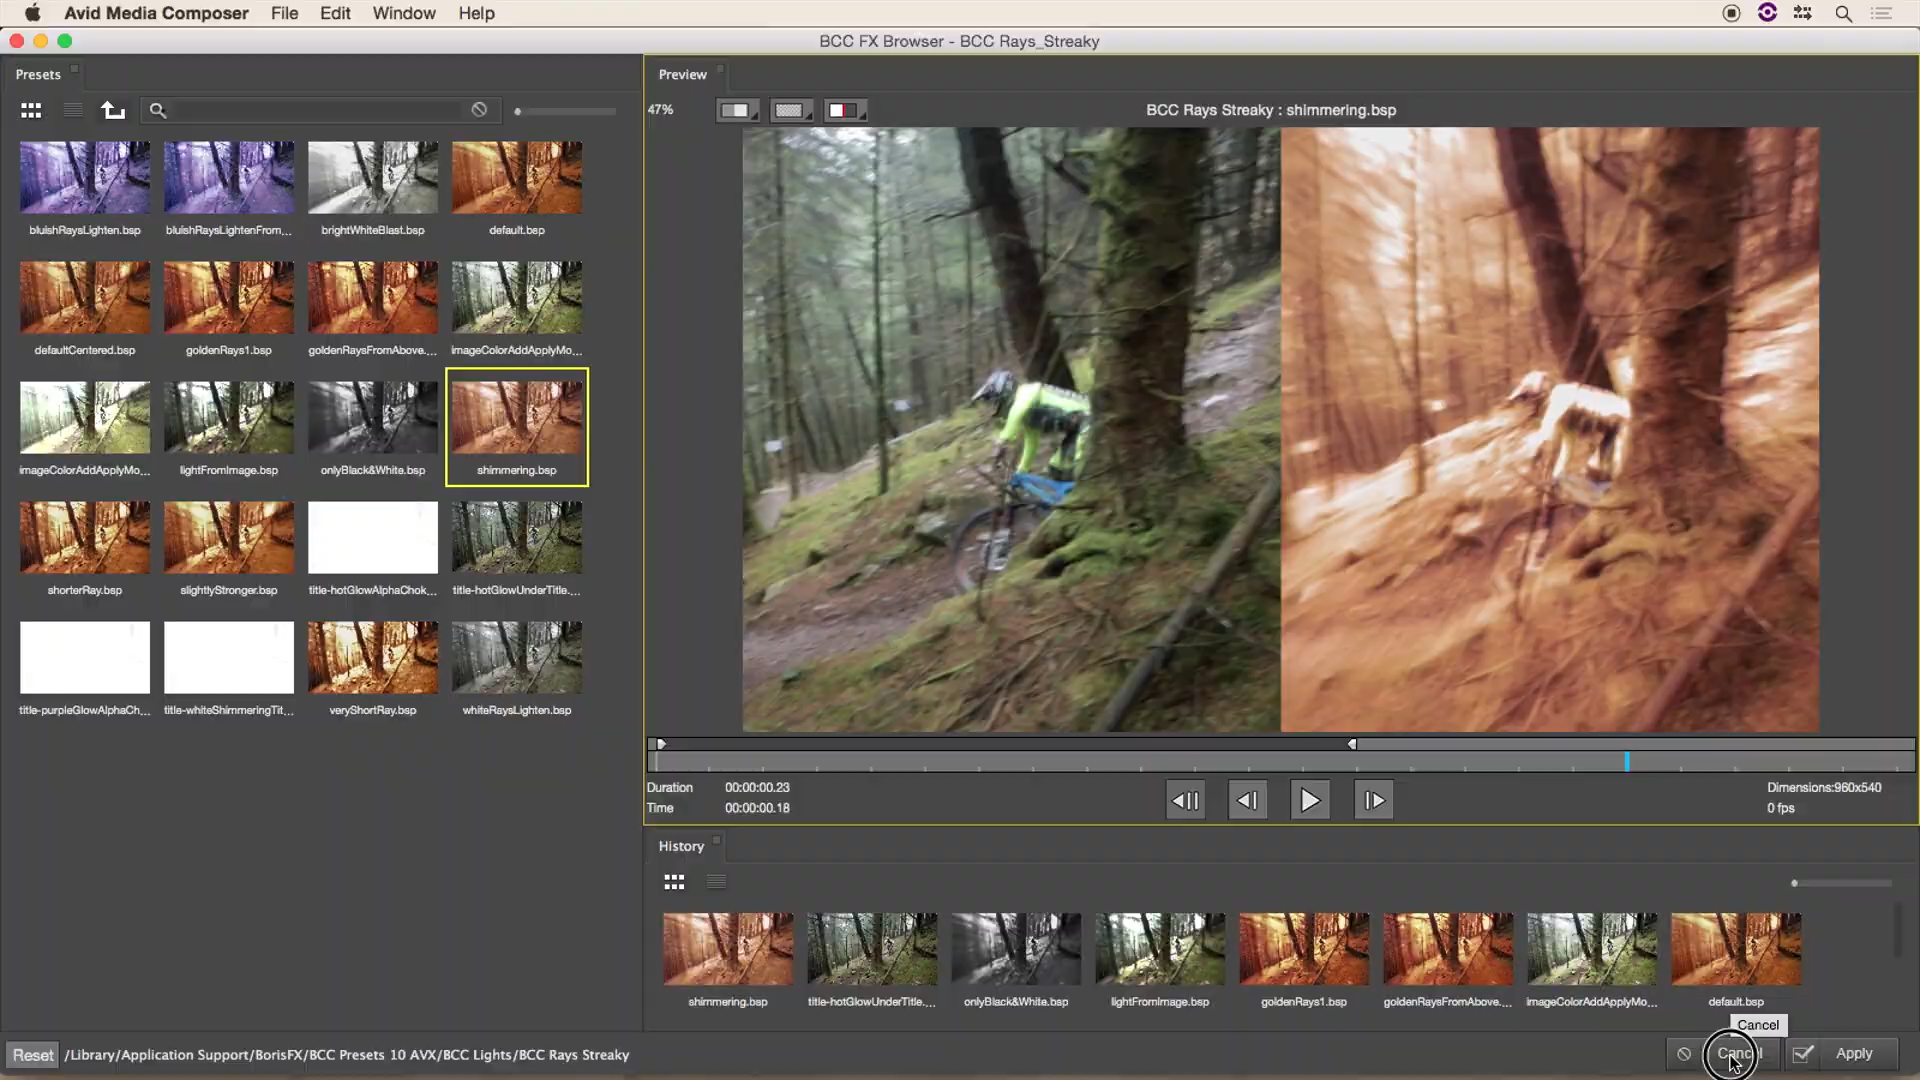 Avid Media Composer File Edit Window Help
BCC FX Browser - BCC Rays_Streaky
Presets
Preview
47%
BCC Rays Streaky : shimmering.bsp
bluishRaysLighten.bsp bluishRaysLightenFrom... brightWhiteBlast.bsp default.bsp
defaultCentered.bsp goldenRays1.bsp goldenRaysFromAbove.... imageColorAddApplyMo...
imageColorAddApplyMo... lightFromImage.bsp onlyBlack&White.bsp shimmering.bsp
shorterRay.bsp slightlyStronger.bsp title-hotGlowAlphaChok... title-hotGlowUnderTitle....
title-purpleGlowAlphaCh... title-whiteShimmeringTit... veryShortRay.bsp whiteRaysLighten.bsp
Duration 00:00:00.23
Time 00:00:00.18
Dimensions:960x540
0 fps
History
shimmering.bsp title-hotGlowUnderTitle.... onlyBlack&White.bsp lightFromImage.bsp goldenRays1.bsp goldenRaysFromAbove.... imageColorAddApplyMo... default.bsp
Cancel
Reset /Library/Application Support/BorisFX/BCC Presets 10 AVX/BCC Lights/BCC Rays Streaky
Cancel Apply